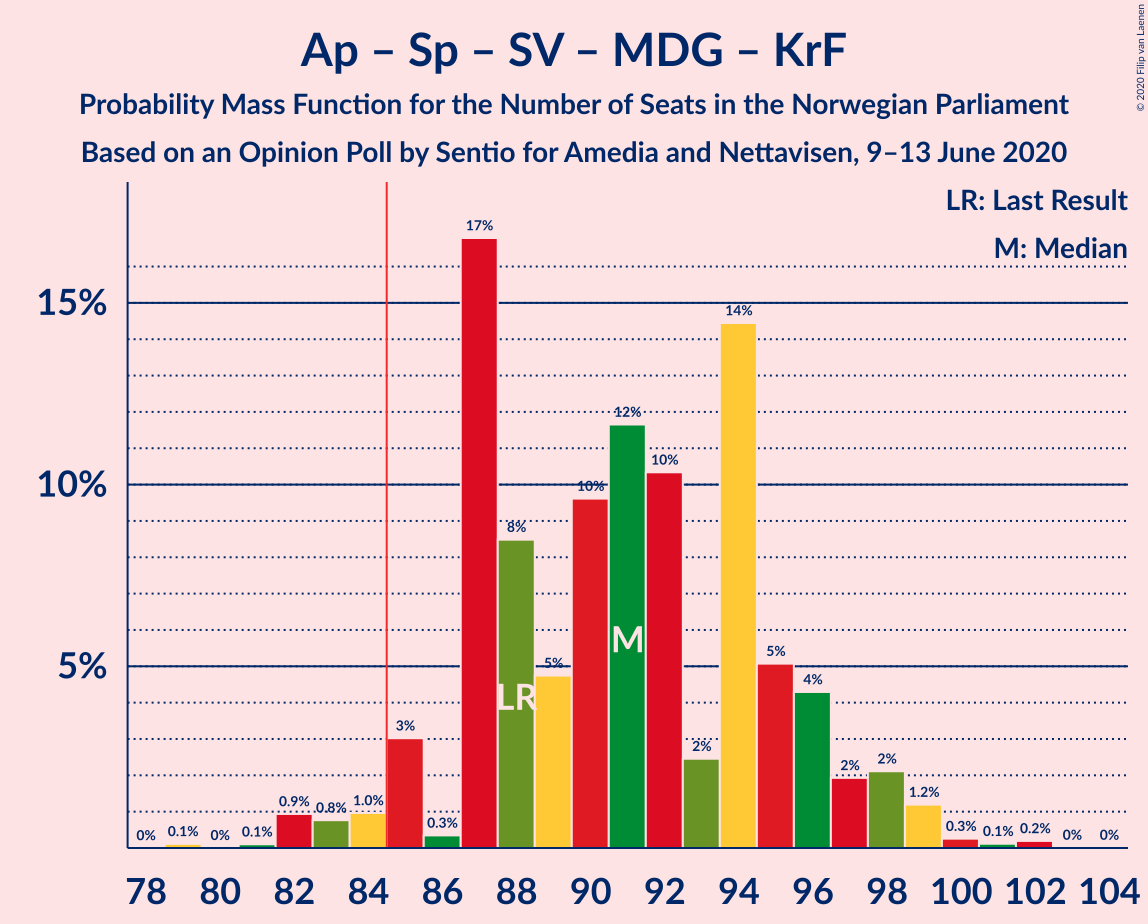 Ap – Sp – SV – MDG – KrF
Probability Mass Function for the Number of Seats in the Norwegian Parliament
Based on an Opinion Poll by Sentio for Amedia and Nettavisen, 9–13 June 2020
© 2020 Filip van Laenen
LR: Last Result
M: Median
15%
10%
5%
0% 0.1% 0% 0.1% 0.9% 0.8% 1.0% 3% 0.3% 17% 8% 5% 10% 12% 10% 2% 14% 5% 4% 2% 2% 1.2% 0.3% 0.1% 0.2% 0% 0%
LR
M
78 80 82 84 86 88 90 92 94 96 98 100 102 104